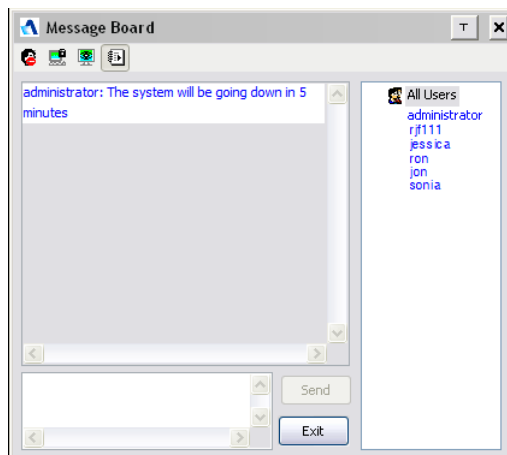 Message Board
T
administrator: The system will be going down in 5
minutes
All Users
administrator
rjf111
jessica
ron
jon
sonia
Send
Exit